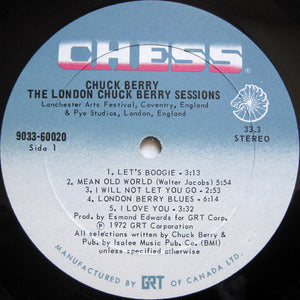 CHESS
CHUCK BERRY
THE LONDON CHUCK BERRY SESSIONS
Lanchester Arts Festival, Coventry, England
& Pye Studios, London, England
9033-60020
Side 1
33.3
STEREO
1. LET'S BOOGIE - 3:13
2. MEAN OLD WORLD (Walter Jacobs) 5:54
3. I WILL NOT LET YOU GO - 2:53
4. LONDON BERRY BLUES - 6:14
5. I LOVE YOU - 3:32
Prod. by Esmond Edwards for GRT Corp.
℗ 1972 GRT Corporation
All selections written by Chuck Berry &
Pub. by Isalee Music Pub. Co. (BMI)
unless specified otherwise
MANUFACTURED BY GRT OF CANADA LTD.